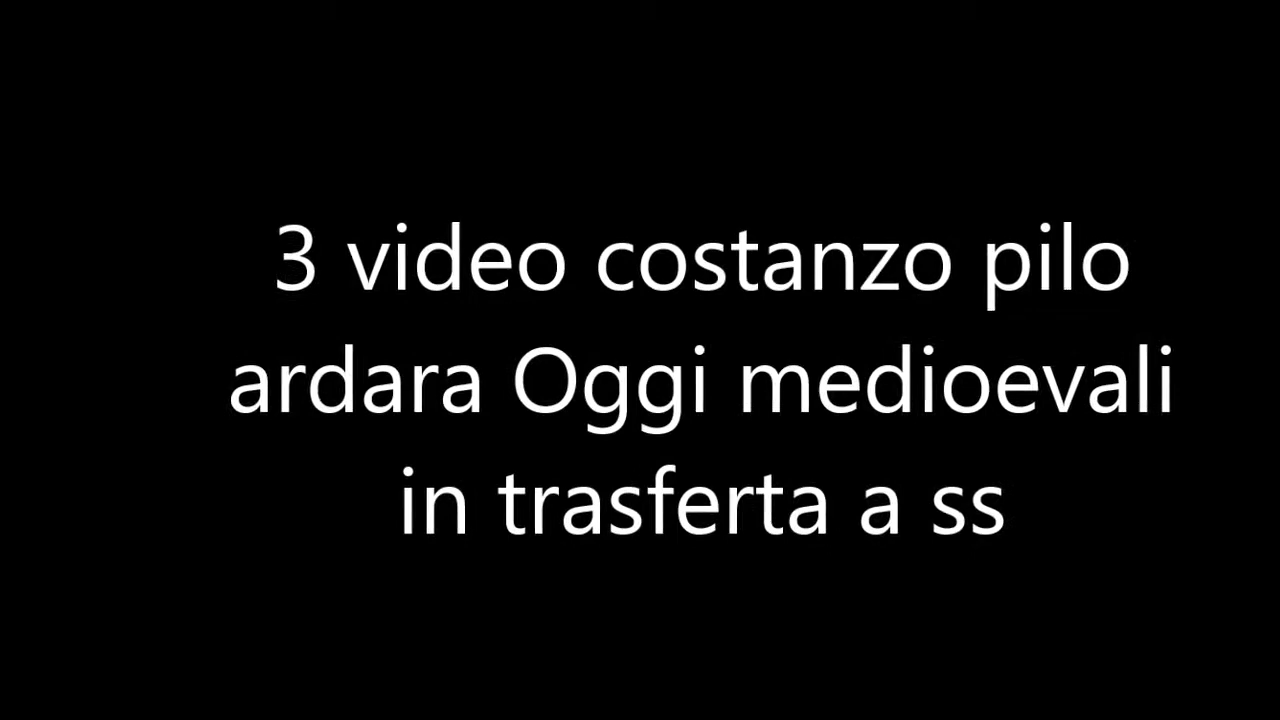 3 video costanzo pilo
ardara Oggi medioevali
in trasferta a ss